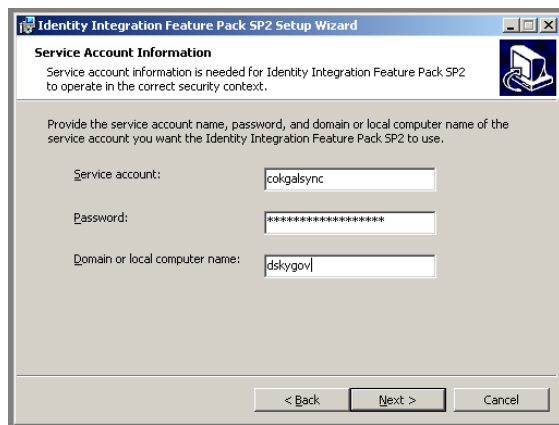 Identity Integration Feature Pack SP2 Setup Wizard
Service Account Information
Service account information is needed for Identity Integration Feature Pack SP2
to operate in the correct security context.
Provide the service account name, password, and domain or local computer name of the
service account you want the Identity Integration Feature Pack SP2 to use.
Service account:
cokgalsync
Password:
*******************
Domain or local computer name:
dskygov
< Back
Next >
Cancel